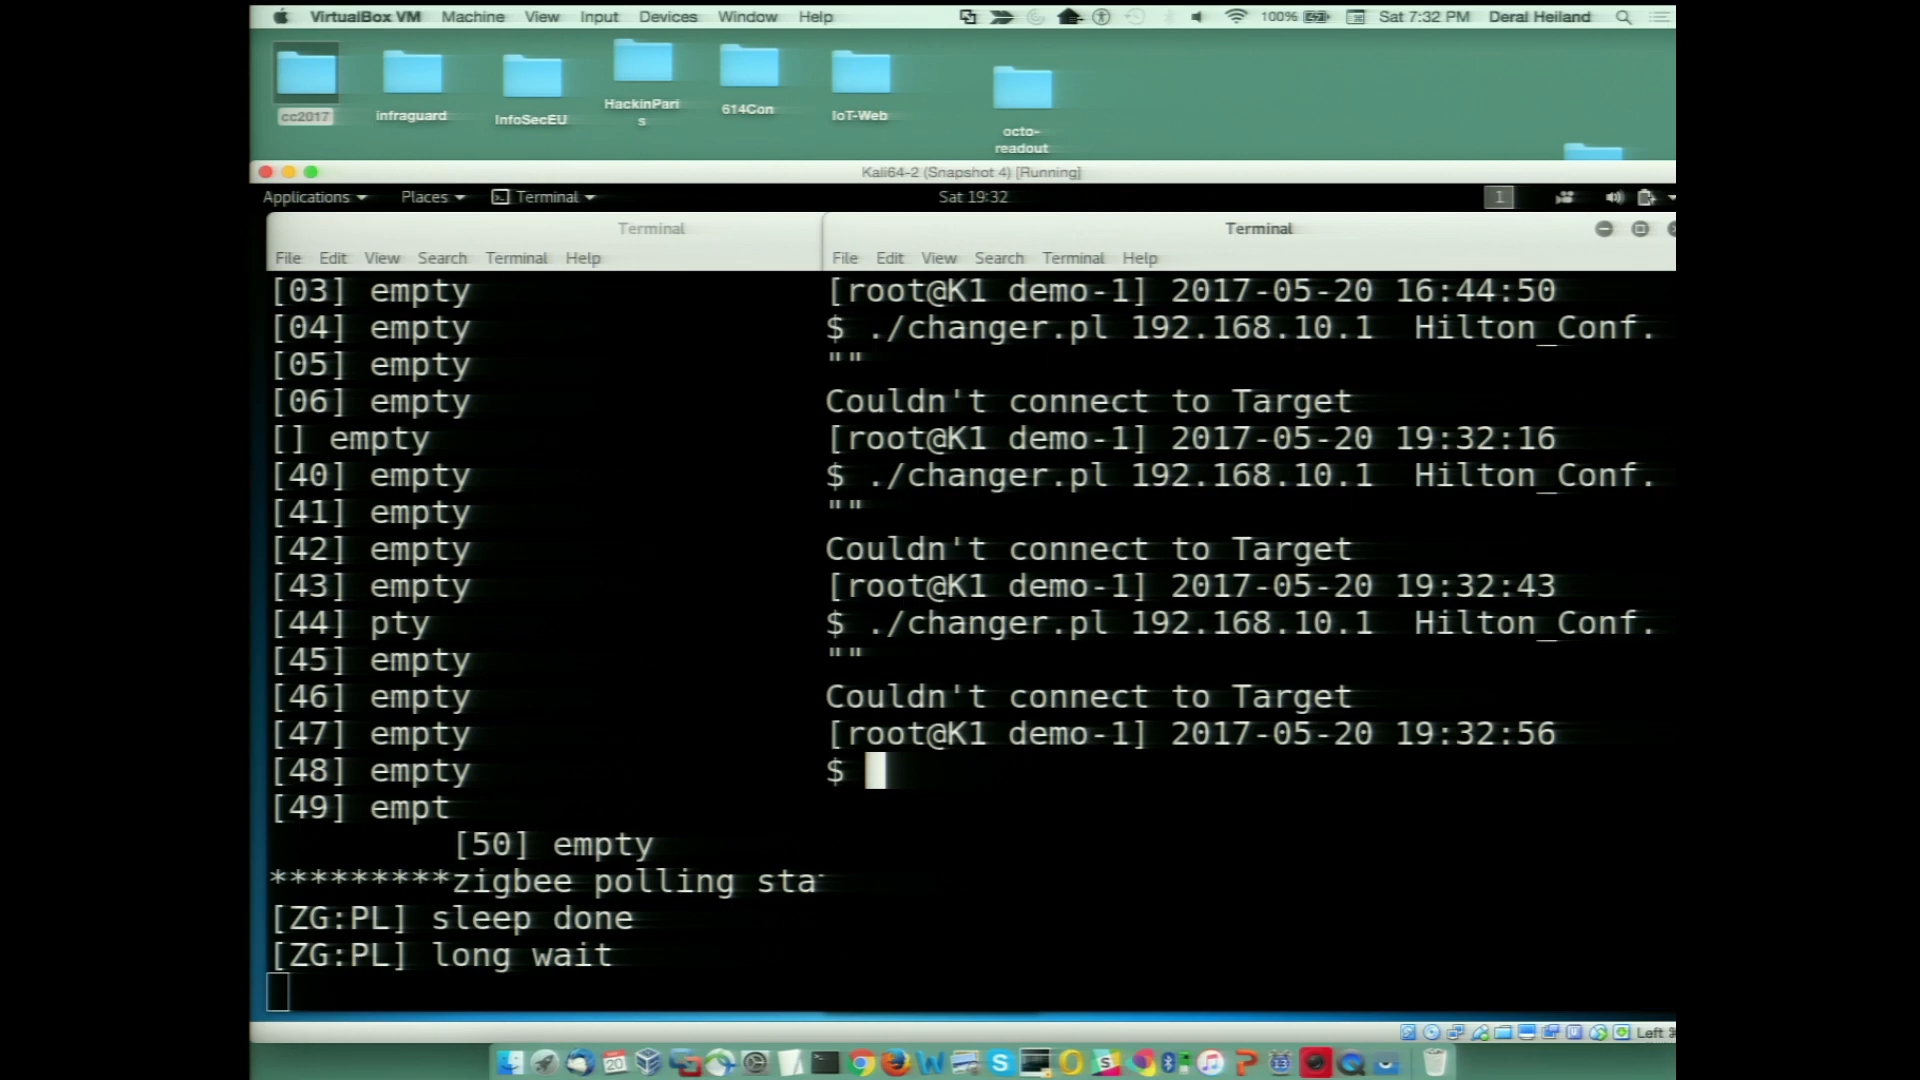 VirtualBox VM Machine View Input Devices Window Help 100% Sat 7:32 PM Deral Heiland
cc2017
infraguard
InfoSecEU
HackinPari
s
614Con
IoT-Web
octo-
readout
Kali64-2 (Snapshot 4) [Running]
Applications Places Terminal Sat 19:32 1
Terminal
File Edit View Search Terminal Help
[03] empty
[04] empty
[05] empty
[06] empty
[] empty
[40] empty
[41] empty
[42] empty
[43] empty
[44] pty
[45] empty
[46] empty
[47] empty
[48] empty
[49] empt
[50] empty
*********zigbee polling sta
[ZG:PL] sleep done
[ZG:PL] long wait
Terminal
File Edit View Search Terminal Help
[root@K1 demo-1] 2017-05-20 16:44:50
$ ./changer.pl 192.168.10.1 Hilton_Conf.
""
Couldn't connect to Target
[root@K1 demo-1] 2017-05-20 19:32:16
$ ./changer.pl 192.168.10.1 Hilton_Conf.
""
Couldn't connect to Target
[root@K1 demo-1] 2017-05-20 19:32:43
$ ./changer.pl 192.168.10.1 Hilton_Conf.
""
Couldn't connect to Target
[root@K1 demo-1] 2017-05-20 19:32:56
$
Left
20